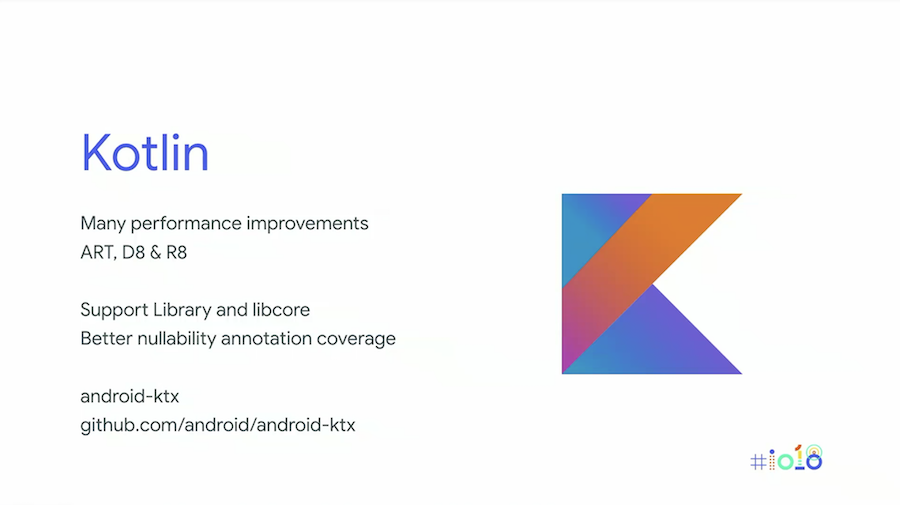 Kotlin
Many performance improvements
ART, D8 & R8
Support Library and libcore
Better nullability annotation coverage
android-ktx
github.com/android/android-ktx
#io18